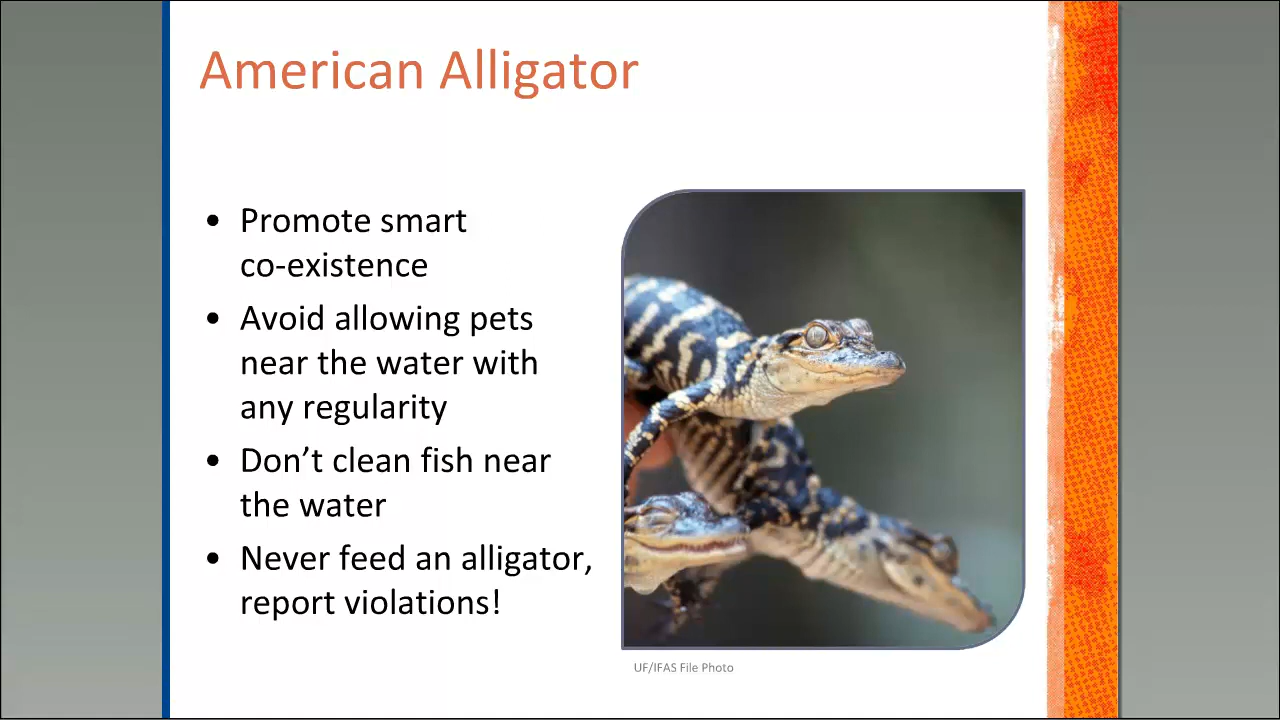 American Alligator
• Promote smart
co-existence
• Avoid allowing pets
near the water with
any regularity
• Don’t clean fish near
the water
• Never feed an alligator,
report violations!
UF/IFAS File Photo